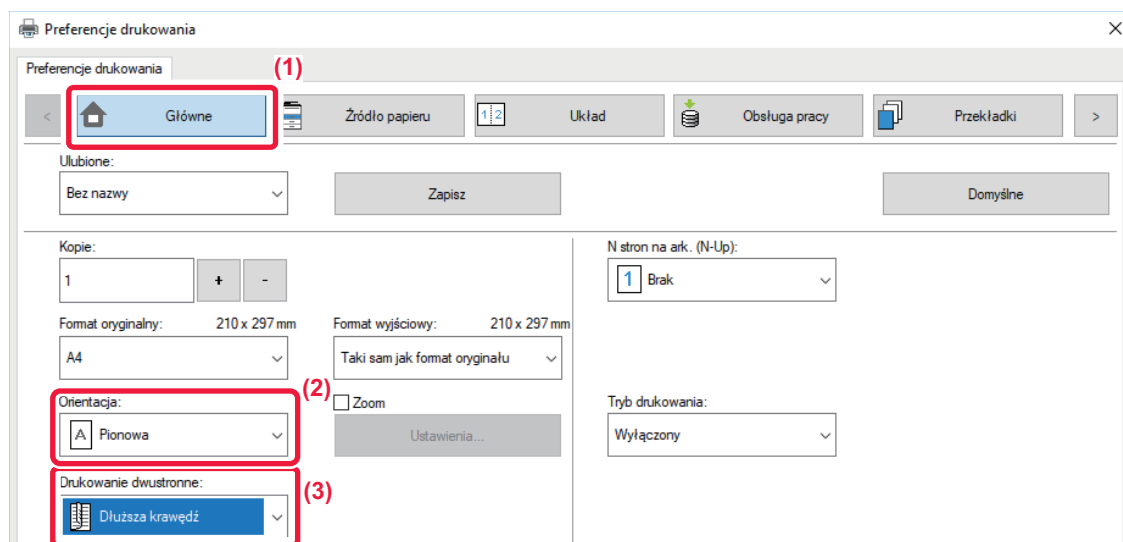 Preferencje drukowania
Preferencje drukowania
(1)
< Główne Źródło papieru 1 2 Układ Obsługa pracy Przekładki >
Ulubione:
Bez nazwy Zapisz Domyślne
Kopie: N stron na ark. (N-Up):
1 + - 1 Brak
Format oryginalny: 210 x 297 mm Format wyjściowy: 210 x 297 mm
A4 Taki sam jak format oryginału
(2)
Orientacja: Zoom Tryb drukowania:
A Pionowa Ustawienia... Wyłączony
Drukowanie dwustronne:
(3)
Dłuższa krawędź